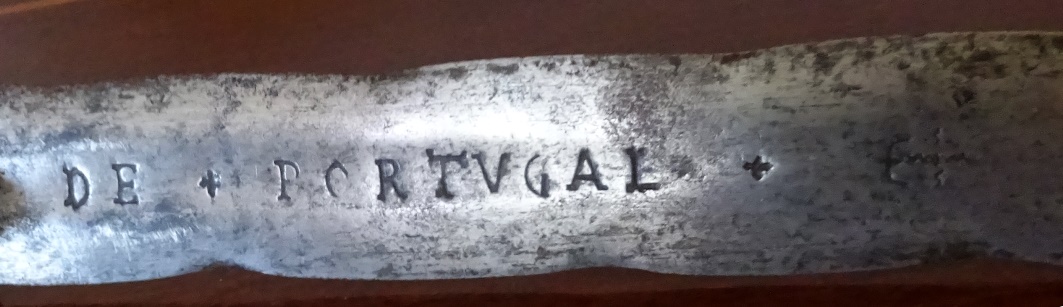 DE + PORTVGAL +